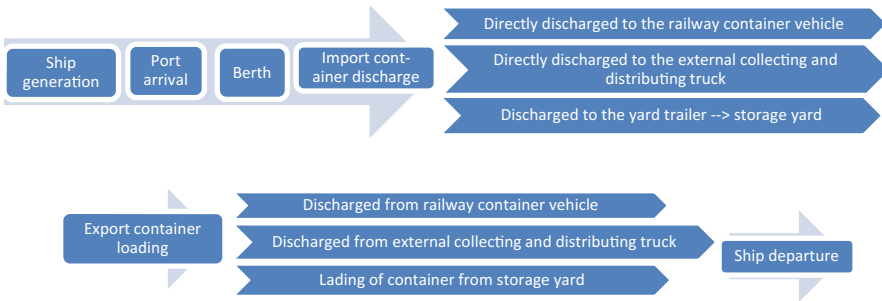 Ship
generation
Port
arrival
Berth
Import cont-
ainer discharge
Directly discharged to the railway container vehicle
Directly discharged to the external collecting and
distributing truck
Discharged to the yard trailer --> storage yard
Export container
loading
Discharged from railway container vehicle
Discharged from external collecting and distributing truck
Lading of container from storage yard
Ship departure